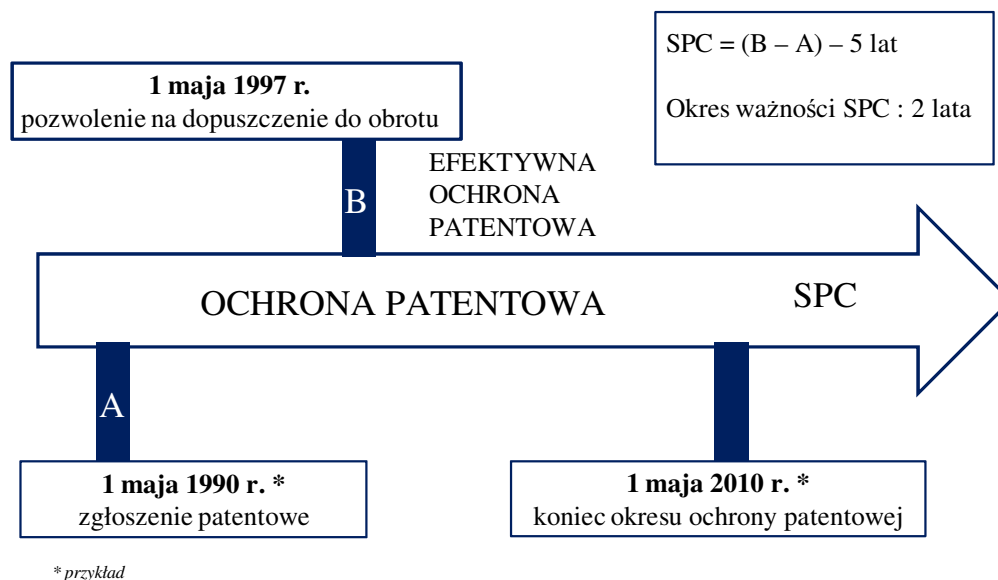 SPC = (B – A) – 5 lat
Okres ważności SPC : 2 lata
1 maja 1997 r.
pozwolenie na dopuszczenie do obrotu
B
EFEKTYWNA
OCHRONA
PATENTOWA
OCHRONA PATENTOWA
SPC
A
1 maja 1990 r. *
zgłoszenie patentowe
1 maja 2010 r. *
koniec okresu ochrony patentowej
* przykład